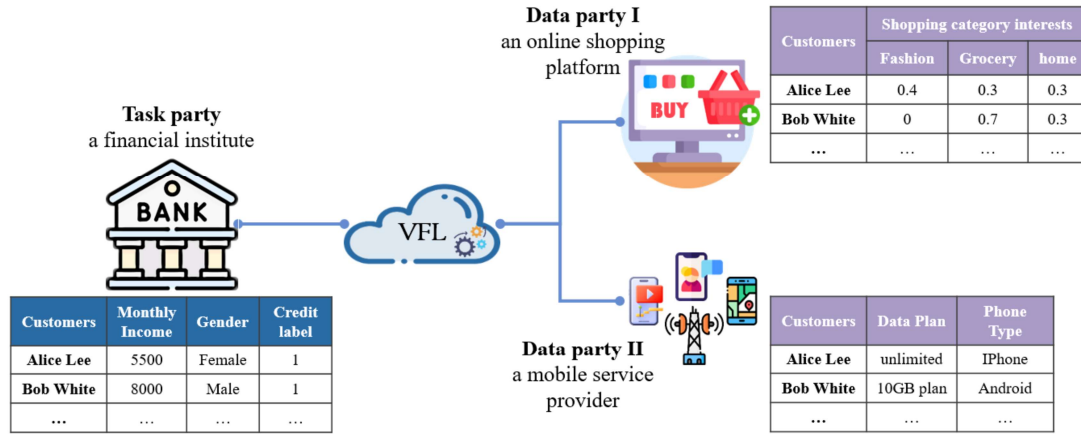 Task party
a financial institute
BANK
Customers Monthly Income Gender Credit label
Alice Lee 5500 Female 1
Bob White 8000 Male 1
... ... ... ...
VFL
Data party I
an online shopping
platform
BUY
Customers Shopping category interests
Fashion Grocery home
Alice Lee 0.4 0.3 0.3
Bob White 0 0.7 0.3
... ... ... ...
Data party II
a mobile service
provider
Customers Data Plan Phone Type
Alice Lee unlimited IPhone
Bob White 10GB plan Android
... ... ...